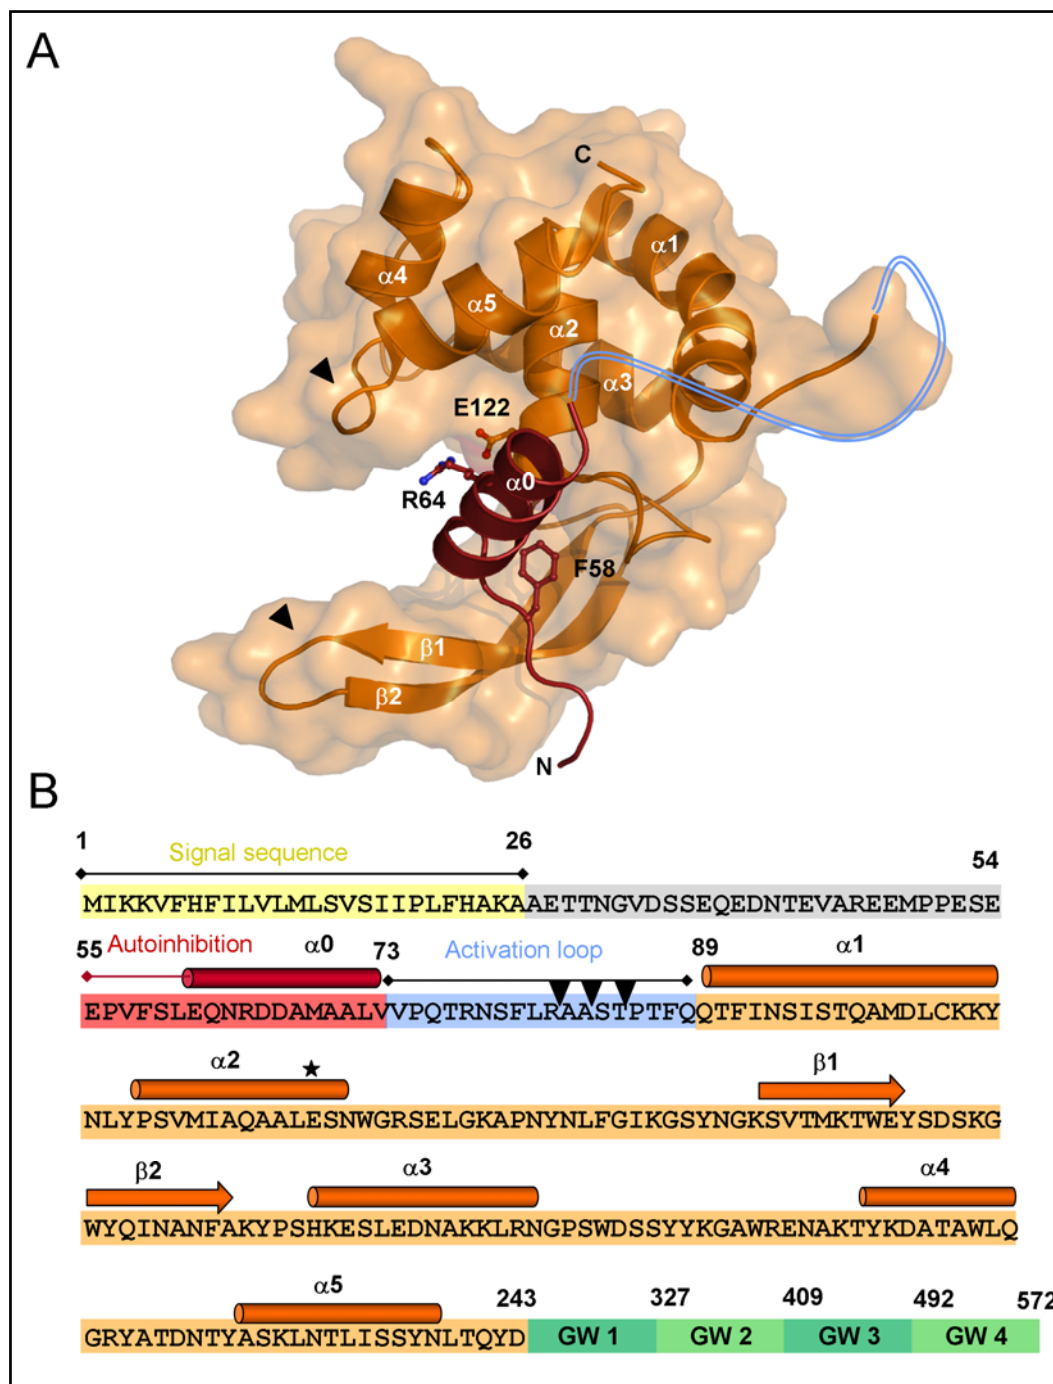 A
C
α1
α4
α5
α2
α3
E122
α0
R64
F58
β1
β2
N
B
1 26 54
Signal sequence
MIKKVFHFILVLMLSVSIIPLFHAKAAETTNGVDSSEQEDNTEVAREEMPPESE
55 Autoinhibition α0 73 Activation loop 89 α1
EPVFSLEQNRDDAMAALVVPQTRNSFLRAASTPTFQQTFINSISTQAMDLCKKY
α2 ★ β1
NLYPSVMIAQAALESNWGRSELGKAPNYNLFGIKGSYNGKSVTMKTWEYSDSKG
β2 α3 α4
WYQINANFAKYPSHKESLEDNAKKLRNGPSWDSSYYKGAWRENAKTYKDATAWLQ
α5 243 327 409 492 572
GRYATDNTYASKLNTLISSYNLTQYD GW 1 GW 2 GW 3 GW 4